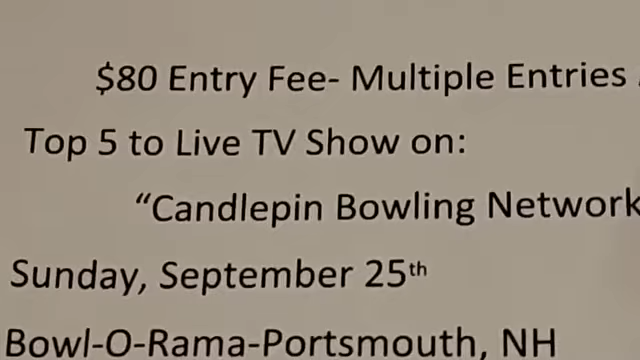 $80 Entry Fee- Multiple Entries
Top 5 to Live TV Show on:
“Candlepin Bowling Network
Sunday, September 25th
Bowl-O-Rama-Portsmouth, NH